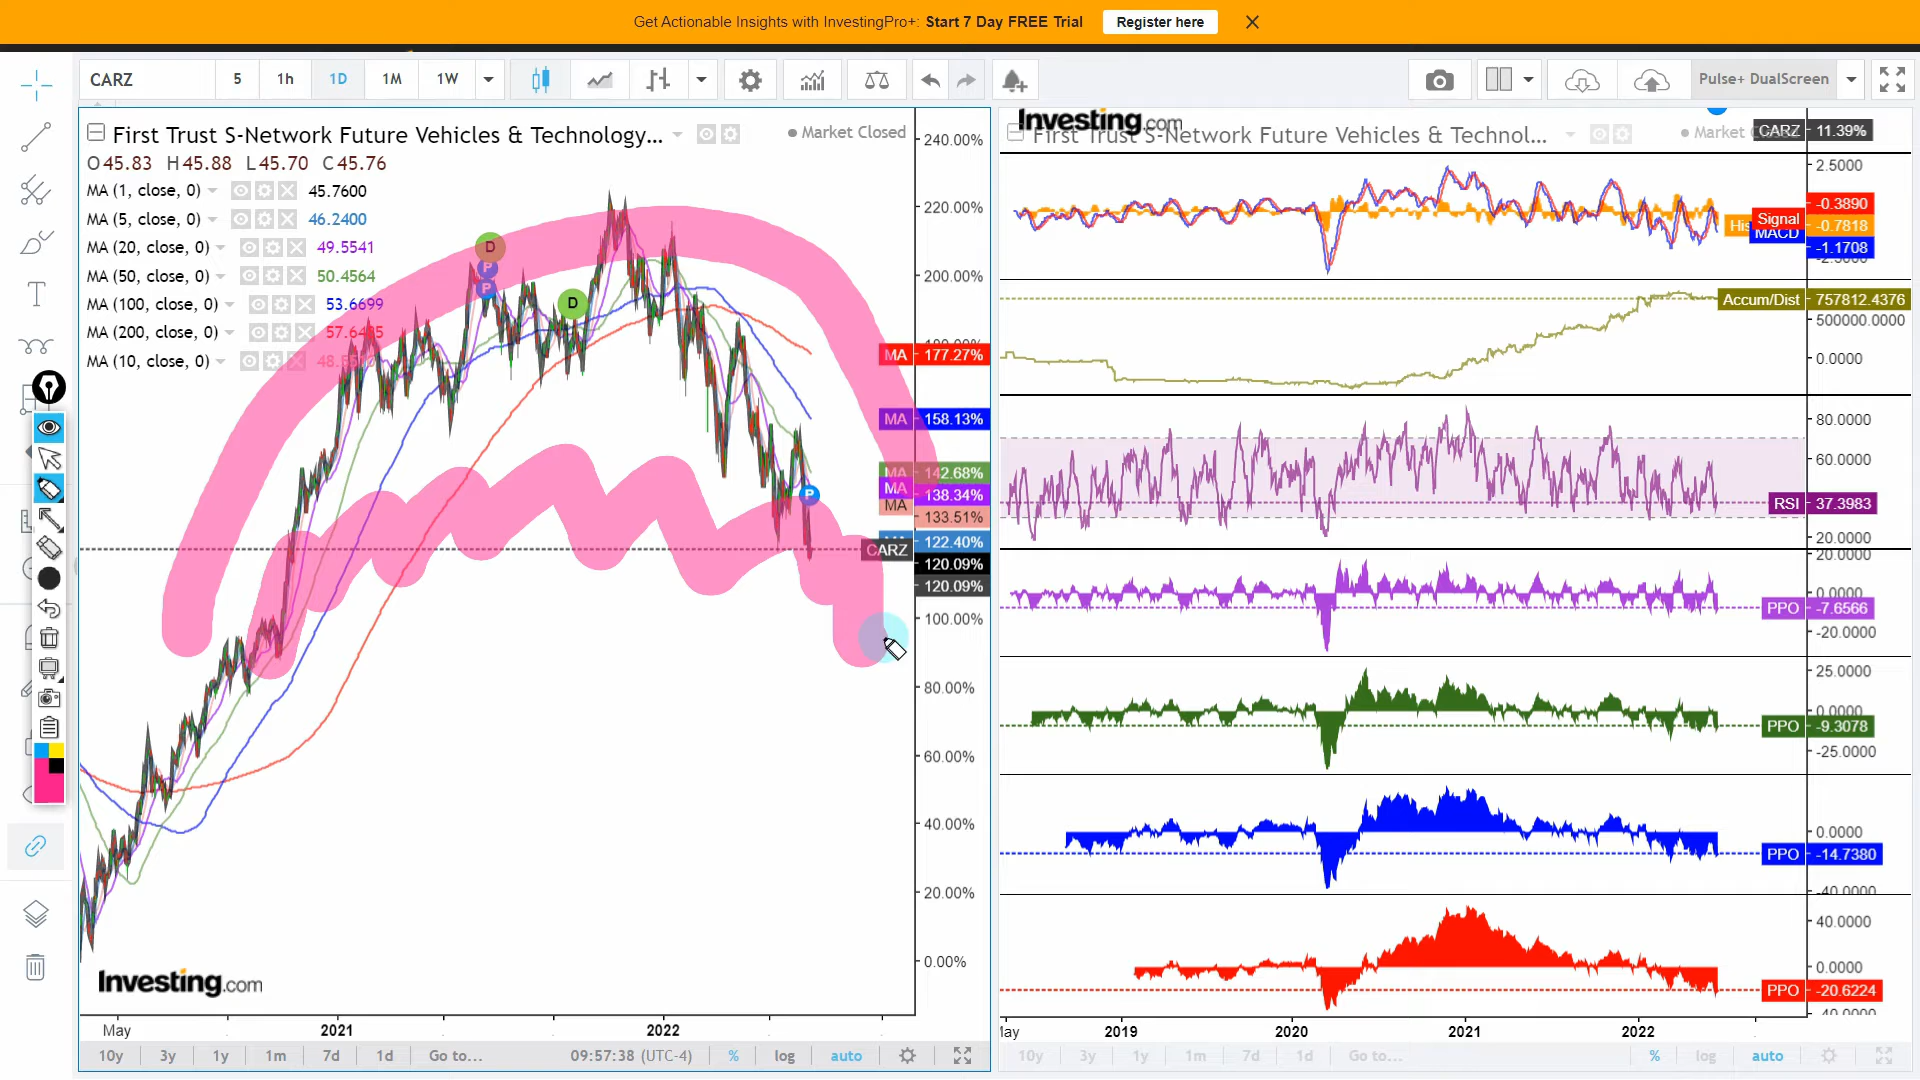 Get Actionable Insights with InvestingPro+: Start 7 Day FREE Trial Register here
CARZ 5 1h 1D 1M 1W Pulse+ DualScreen
First Trust S-Network Future Vehicles & Technology... Market Closed
O45.83 H45.88 L45.70 C45.76
MA (1, close, 0) 45.7600
MA (5, close, 0) 46.2400
MA (20, close, 0) 49.5541
MA (50, close, 0) 50.4564
MA (100, close, 0) 53.6699
MA (200, close, 0)
MA (10, close, 0)
D
P
P
D
P
240.00%
220.00%
200.00%
MA 177.27%
MA 158.13%
MA 142.68%
MA 138.34%
MA 133.51%
122.40%
CARZ 120.09%
120.09%
100.00%
80.00%
60.00%
40.00%
20.00%
0.00%
Investing.com
May 2021 2022
10y 3y 1y 1m 7d 1d Go to... 09:57:38 (UTC-4) % log auto
Investing.com
First Trust S-Network Future Vehicles & Technol... Market CARZ 11.39%
2.5000
-0.3890
Signal
His -0.7818
MACD -1.1708
Accum/Dist 757812.4376
500000.0000
0.0000
80.0000
60.0000
RSI 37.3983
20.0000
20.0000
0.0000
PPO -7.6566
-20.0000
25.0000
0.0000
PPO -9.3078
-25.0000
0.0000
PPO -14.7380
-40.0000
40.0000
0.0000
PPO -20.6224
-40.0000
2019 2020 2021 2022
10y 3y 1y 1m 7d 1d Go to... % log auto